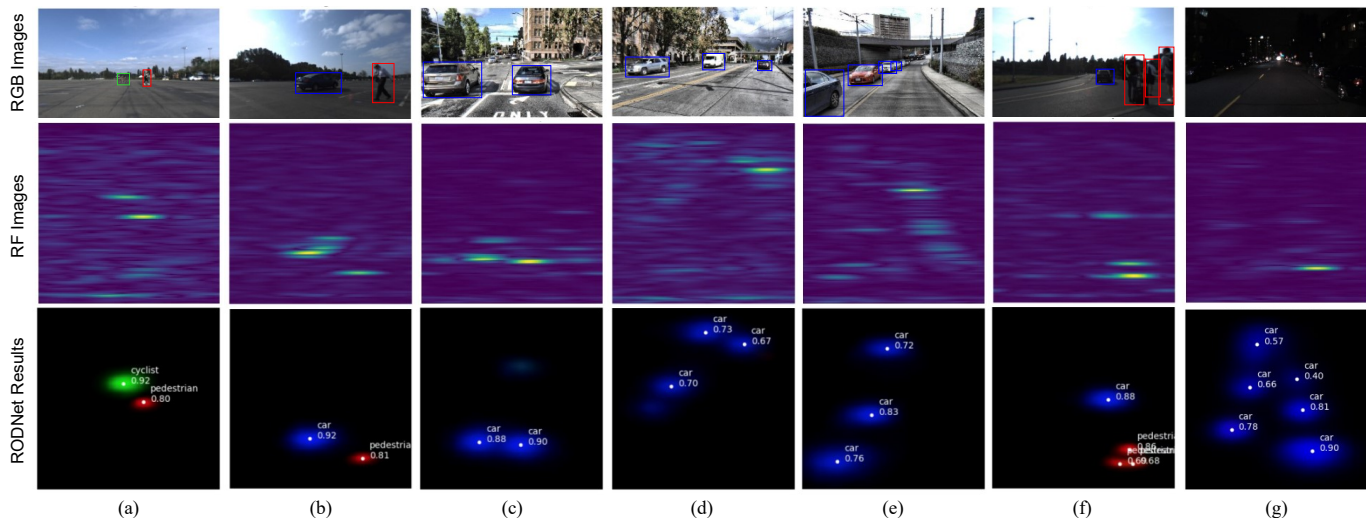 RGB Images
ONLY
RF Images
RODNet Results
cyclist
0.92
pedestrian
0.80
car
0.92
pedestria
0.81
car
0.88
car
0.90
car
0.73
car
0.67
car
0.70
car
0.72
car
0.83
car
0.76
car
0.88
pedestria
0.86
0.68
car
0.57
car
0.40
car
0.66
car
0.81
car
0.78
car
0.90
(a)
(b)
(c)
(d)
(e)
(f)
(g)